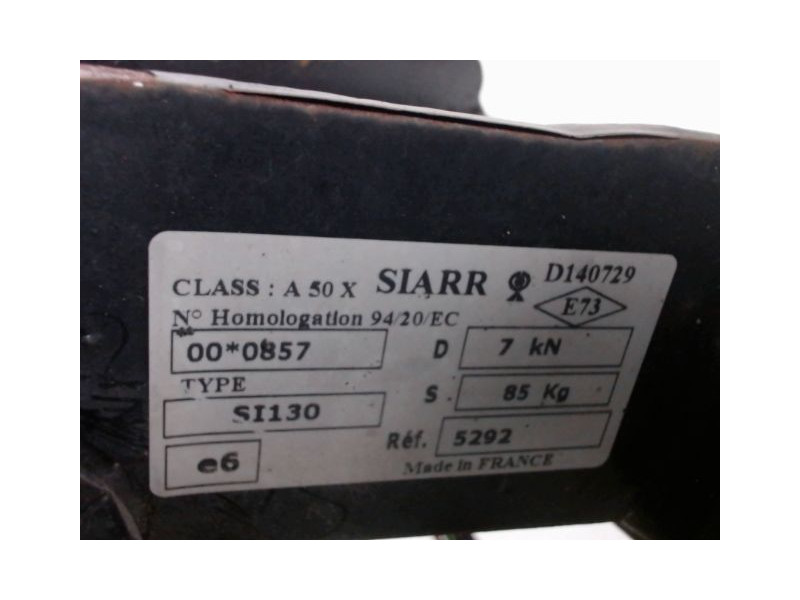 CLASS : A 50 X SIARR D140729
E73
N° Homologation 94/20/EC
00*0857 D 7 kN
TYPE
SI130 S 85 Kg
e6 Réf. 5292
Made in FRANCE